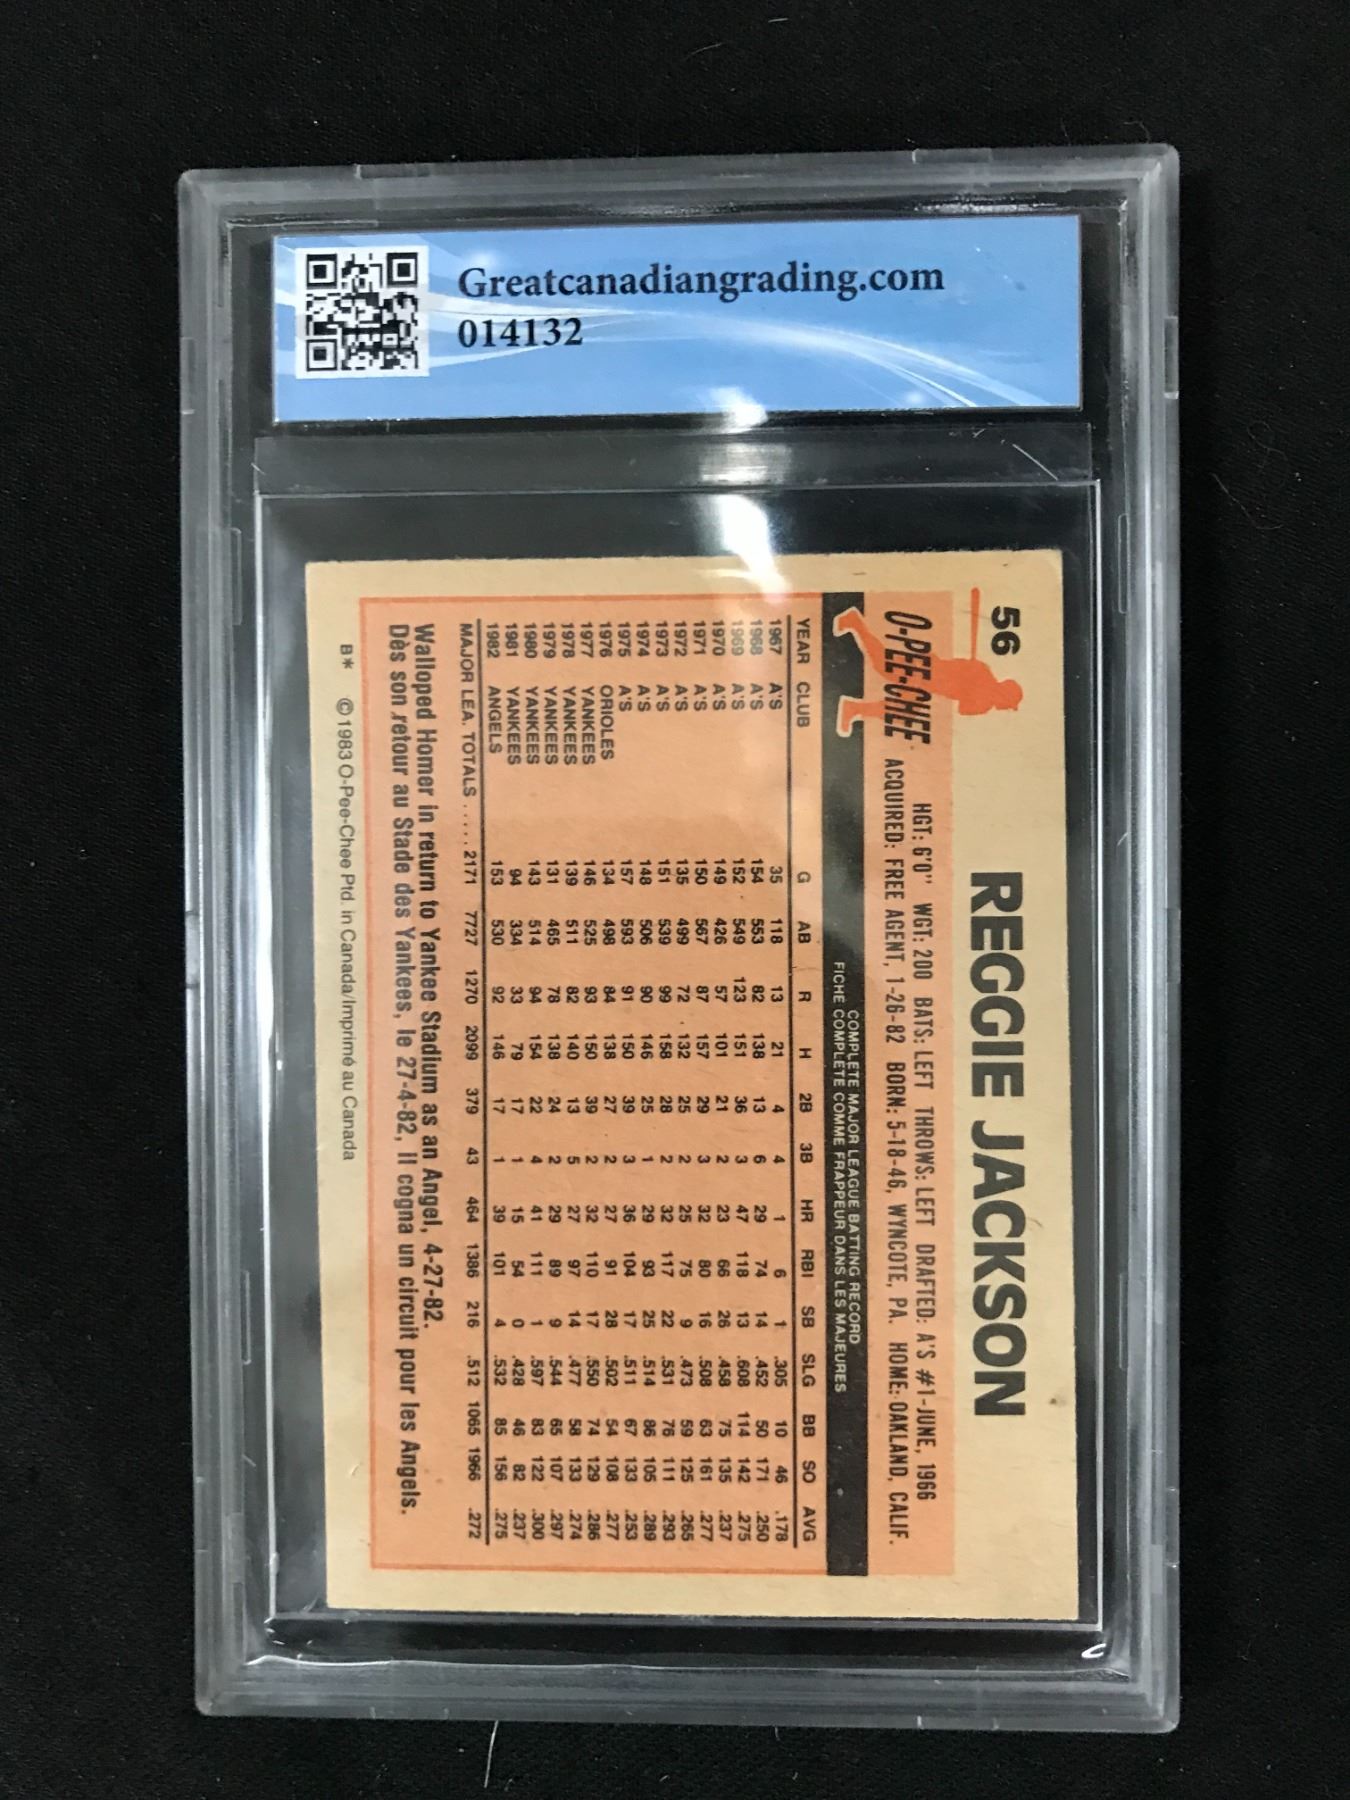 Greatcanadiangrading.com
014132
56
REGGIE JACKSON
O-PEE-CHEE
HGT: 6'0" WGT: 200 BATS: LEFT THROWS: LEFT DRAFTED: A'S #1-JUNE, 1966
ACQUIRED: FREE AGENT, 1-26-82 BORN: 5-18-46, WYNCOTE, PA. HOME: OAKLAND, CALIF.
COMPLETE MAJOR LEAGUE BATTING RECORD
FICHE COMPLETE COMME FRAPPEUR DANS LES MAJEURES
YEAR CLUB G AB R H 2B 3B HR RBI SB SLG BB SO AVG
1967 A'S 35 118 13 21 4 4 1 6 1 .305 10 46 .178
1968 A'S 154 553 82 138 13 6 29 74 14 .452 50 171 .250
1969 A'S 152 549 123 151 36 3 47 118 13 .608 114 142 .275
1970 A'S 149 426 57 101 21 2 23 66 26 .458 75 135 .237
1971 A'S 150 567 87 157 29 3 32 80 16 .508 63 161 .277
1972 A'S 135 499 72 132 25 2 25 75 9 .473 59 125 .265
1973 A'S 151 539 99 158 28 2 32 117 22 .531 76 111 .293
1974 A'S 148 506 90 146 25 1 29 93 25 .514 86 105 .289
1975 A'S 157 593 91 150 39 3 36 104 17 .511 67 133 .253
1976 ORIOLES 134 498 84 138 27 2 27 91 28 .502 54 108 .277
1977 YANKEES 146 525 93 150 39 2 32 110 17 .550 74 129 .286
1978 YANKEES 139 511 82 140 13 5 27 97 14 .477 58 133 .274
1979 YANKEES 131 465 78 138 24 2 29 89 9 .544 65 107 .297
1980 YANKEES 143 514 94 154 22 4 41 111 1 .597 83 122 .300
1981 YANKEES 94 334 33 79 17 1 15 54 0 .428 46 82 .237
1982 ANGELS 153 530 92 146 17 1 39 101 4 .532 85 156 .275
MAJOR LEA. TOTALS ..... 2171 7727 1270 2099 379 43 464 1386 216 .512 1065 1966 .272
Walloped Homer in return to Yankee Stadium as an Angel, 4-27-82.
Dès son retour au Stade des Yankees, le 27-4-82, il cogna un circuit pour les Angels.
B* ©1983 O-Pee-Chee Ptd. in Canada/Imprimé au Canada